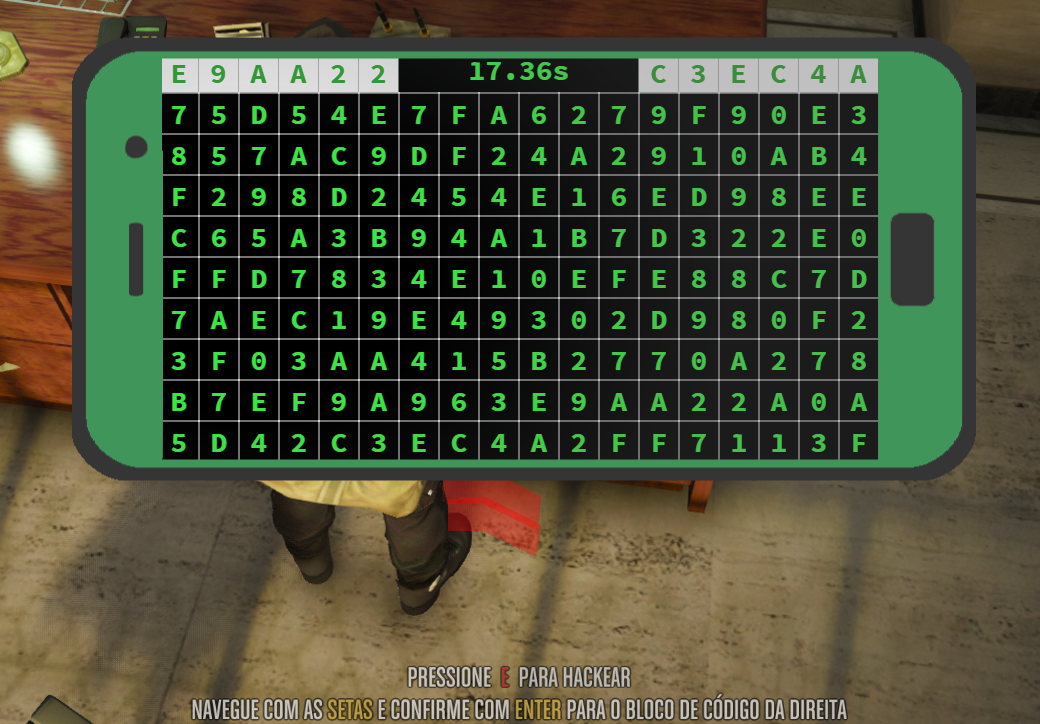 E 9 A A 2 2 17.36s C 3 E C 4 A
7 5 D 5 4 E 7 F A 6 2 7 9 F 9 0 E 3
8 5 7 A C 9 D F 2 4 A 2 9 1 0 A B 4
F 2 9 8 D 2 4 5 4 E 1 6 E D 9 8 E E
C 6 5 A 3 B 9 4 A 1 B 7 D 3 2 2 E 0
F F D 7 8 3 4 E 1 0 E F E 8 8 C 7 D
7 A E C 1 9 E 4 9 3 0 2 D 9 8 0 F 2
3 F 0 3 A A 4 1 5 B 2 7 7 0 A 2 7 8
B 7 E F 9 A 9 6 3 E 9 A A 2 2 A 0 A
5 D 4 2 C 3 E C 4 A 2 F F 7 1 1 3 F
PRESSIONE E PARA HACKEAR
NAVEGUE COM AS SETAS E CONFIRME COM ENTER PARA O BLOCO DE CÓDIGO DA DIREITA